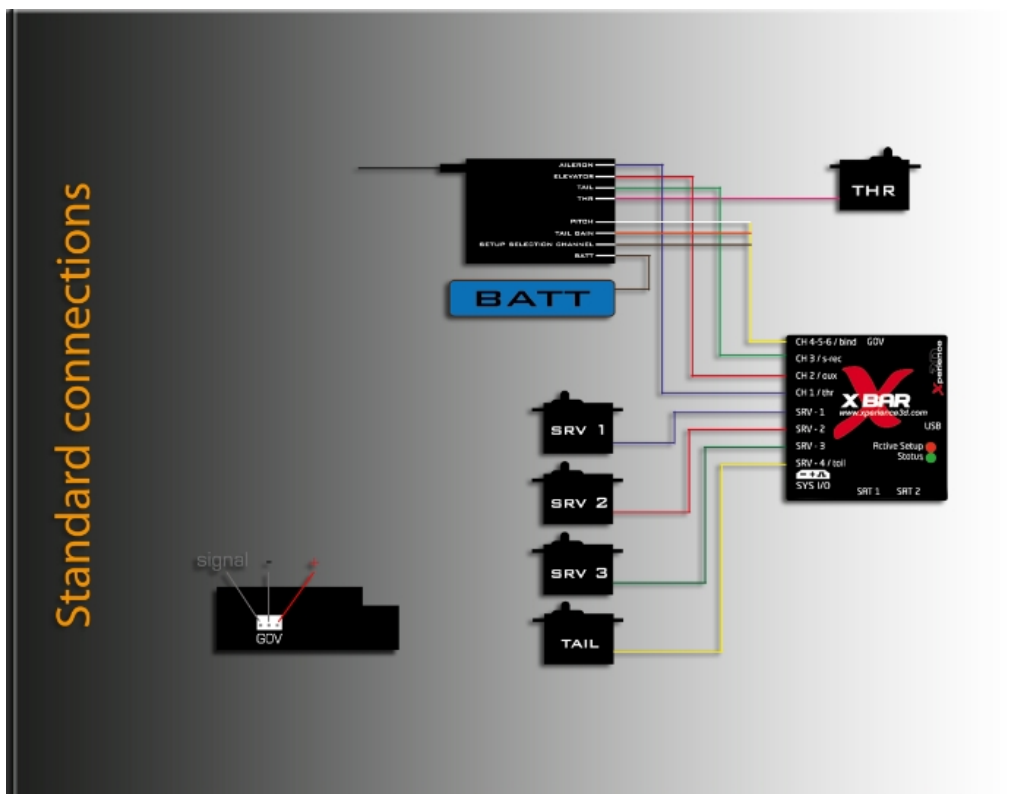 Standard connections
AILERON
ELEVATOR
TAIL
THR
PITCH
TAIL GAIN
SETUP SELECTION CHANNEL
BATT
BATT
THR
CH 4-5-6 / bind GOV
CH 3 / s-rec
CH 2 / aux
CH 1 / thr
SRV - 1
SRV - 2
SRV - 3
SRV - 4 / tail
- + 
SYS I/O
X BAR
www.xperience3d.com
Xperience
USB
Active Setup
Status
SAT 1 SAT 2
SRV 1
SRV 2
SRV 3
TAIL
signal - +
GOV